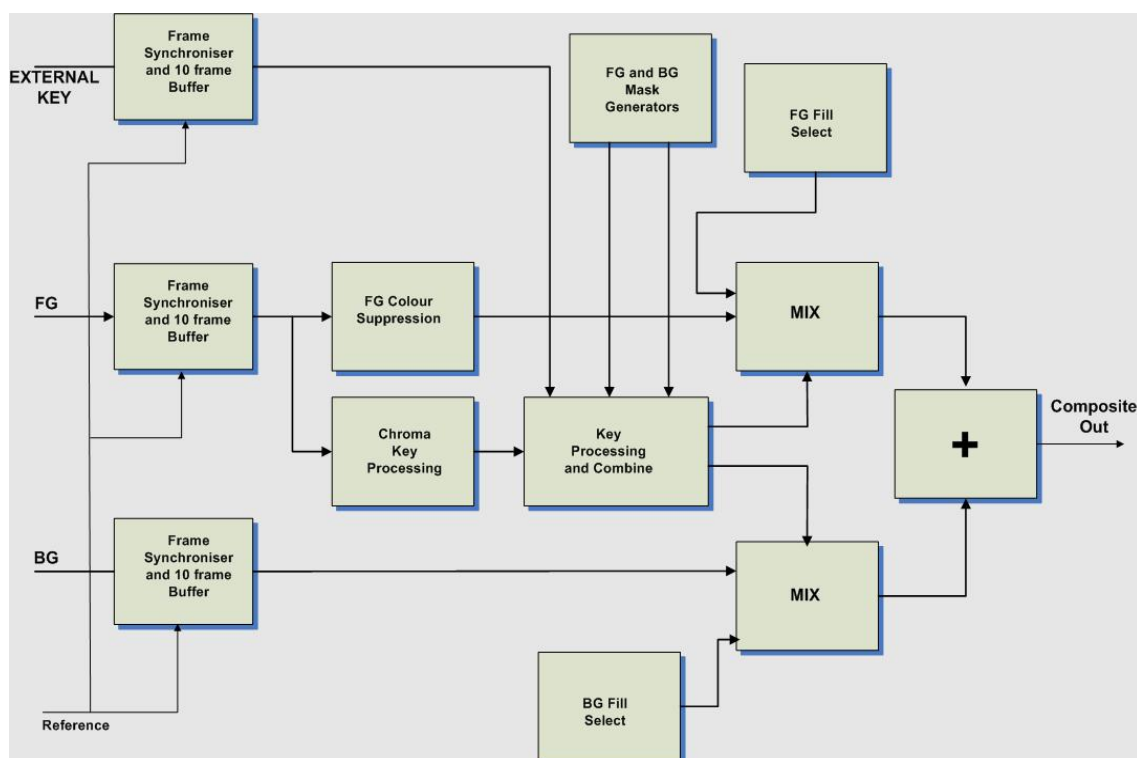 Frame
Synchroniser
and 10 frame
Buffer
EXTERNAL
KEY
FG and BG
Mask
Generators
FG Fill
Select
FG
Frame
Synchroniser
and 10 frame
Buffer
FG Colour
Suppression
MIX
Chroma
Key
Processing
Key
Processing
and Combine
+
Composite
Out
BG
Frame
Synchroniser
and 10 frame
Buffer
MIX
BG Fill
Select
Reference